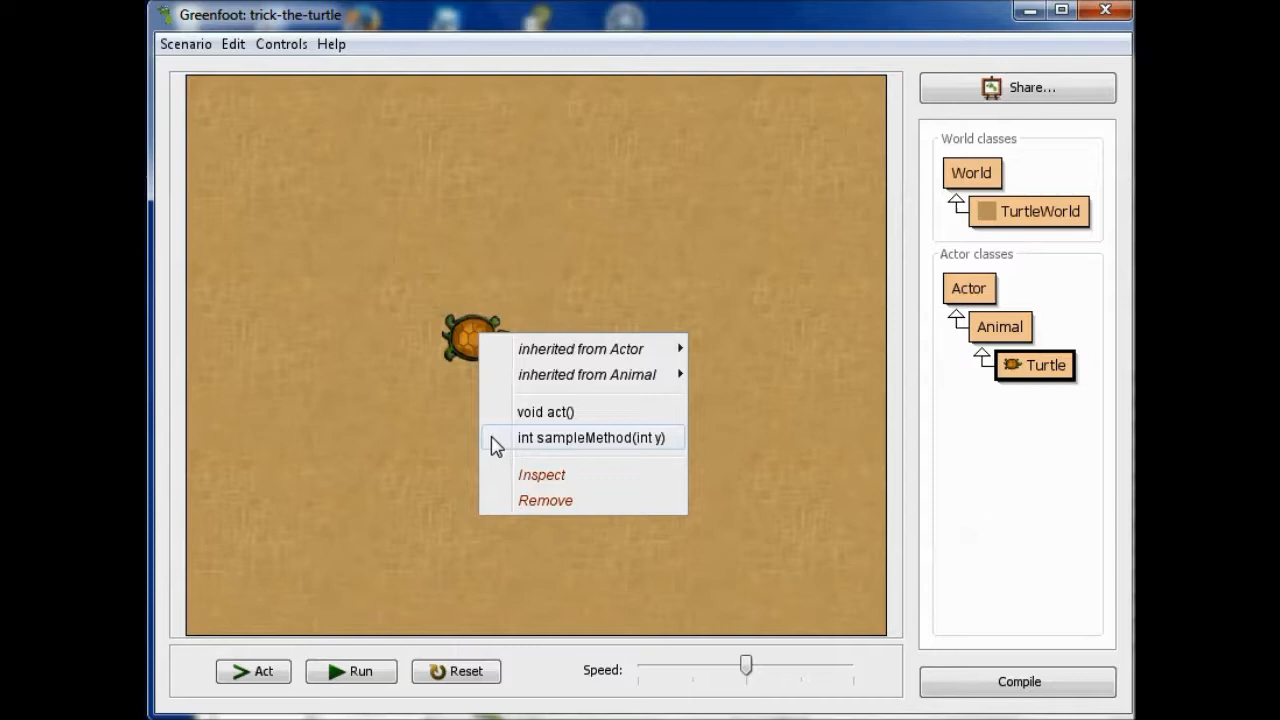 Greenfoot: trick-the-turtle
Scenario Edit Controls Help
Share...
World classes
World
TurtleWorld
Actor classes
Actor
Animal
Turtle
inherited from Actor
inherited from Animal
void act()
int sampleMethod(int y)
Inspect
Remove
Act Run Reset Speed:
Compile